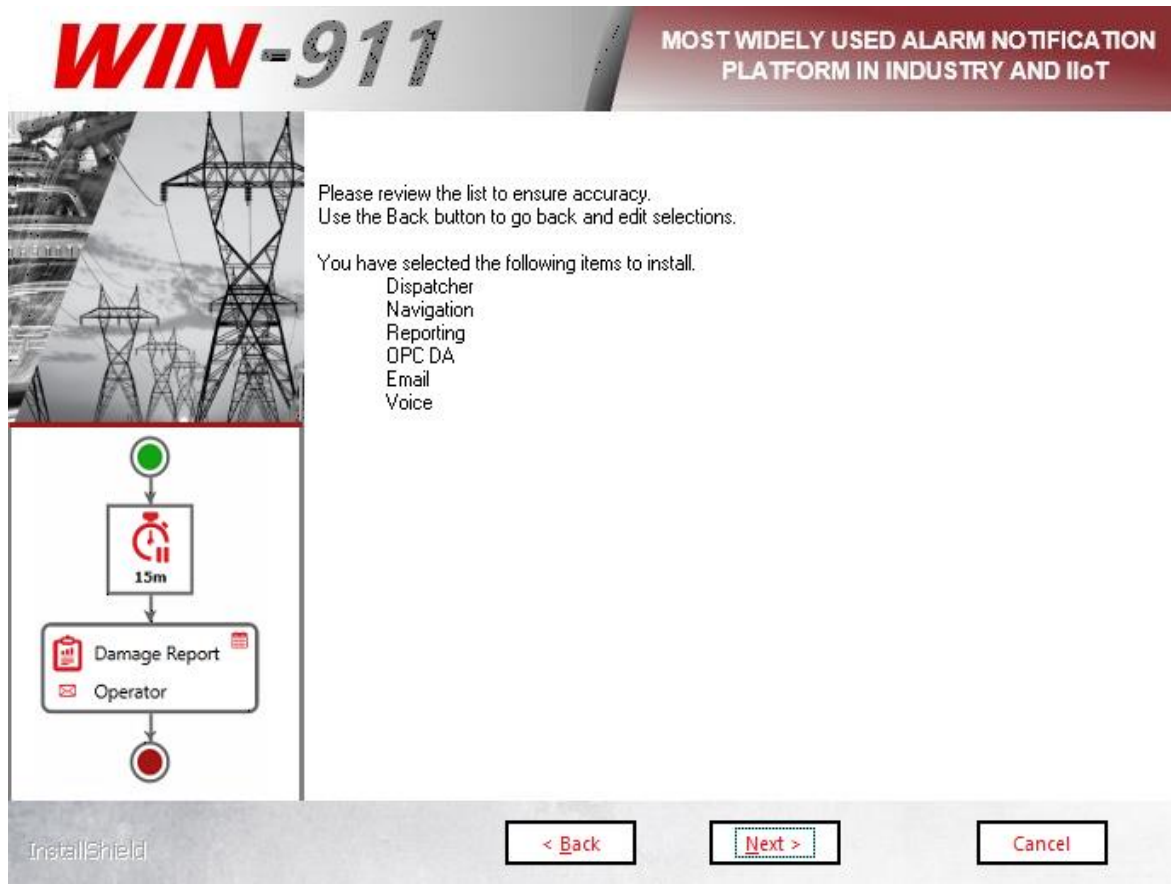 WIN-911
MOST WIDELY USED ALARM NOTIFICATION
PLATFORM IN INDUSTRY AND IIoT
Please review the list to ensure accuracy.
Use the Back button to go back and edit selections.
You have selected the following items to install.
Dispatcher
Navigation
Reporting
OPC DA
Email
Voice
15m
Damage Report
Operator
InstallShield
< Back
Next >
Cancel